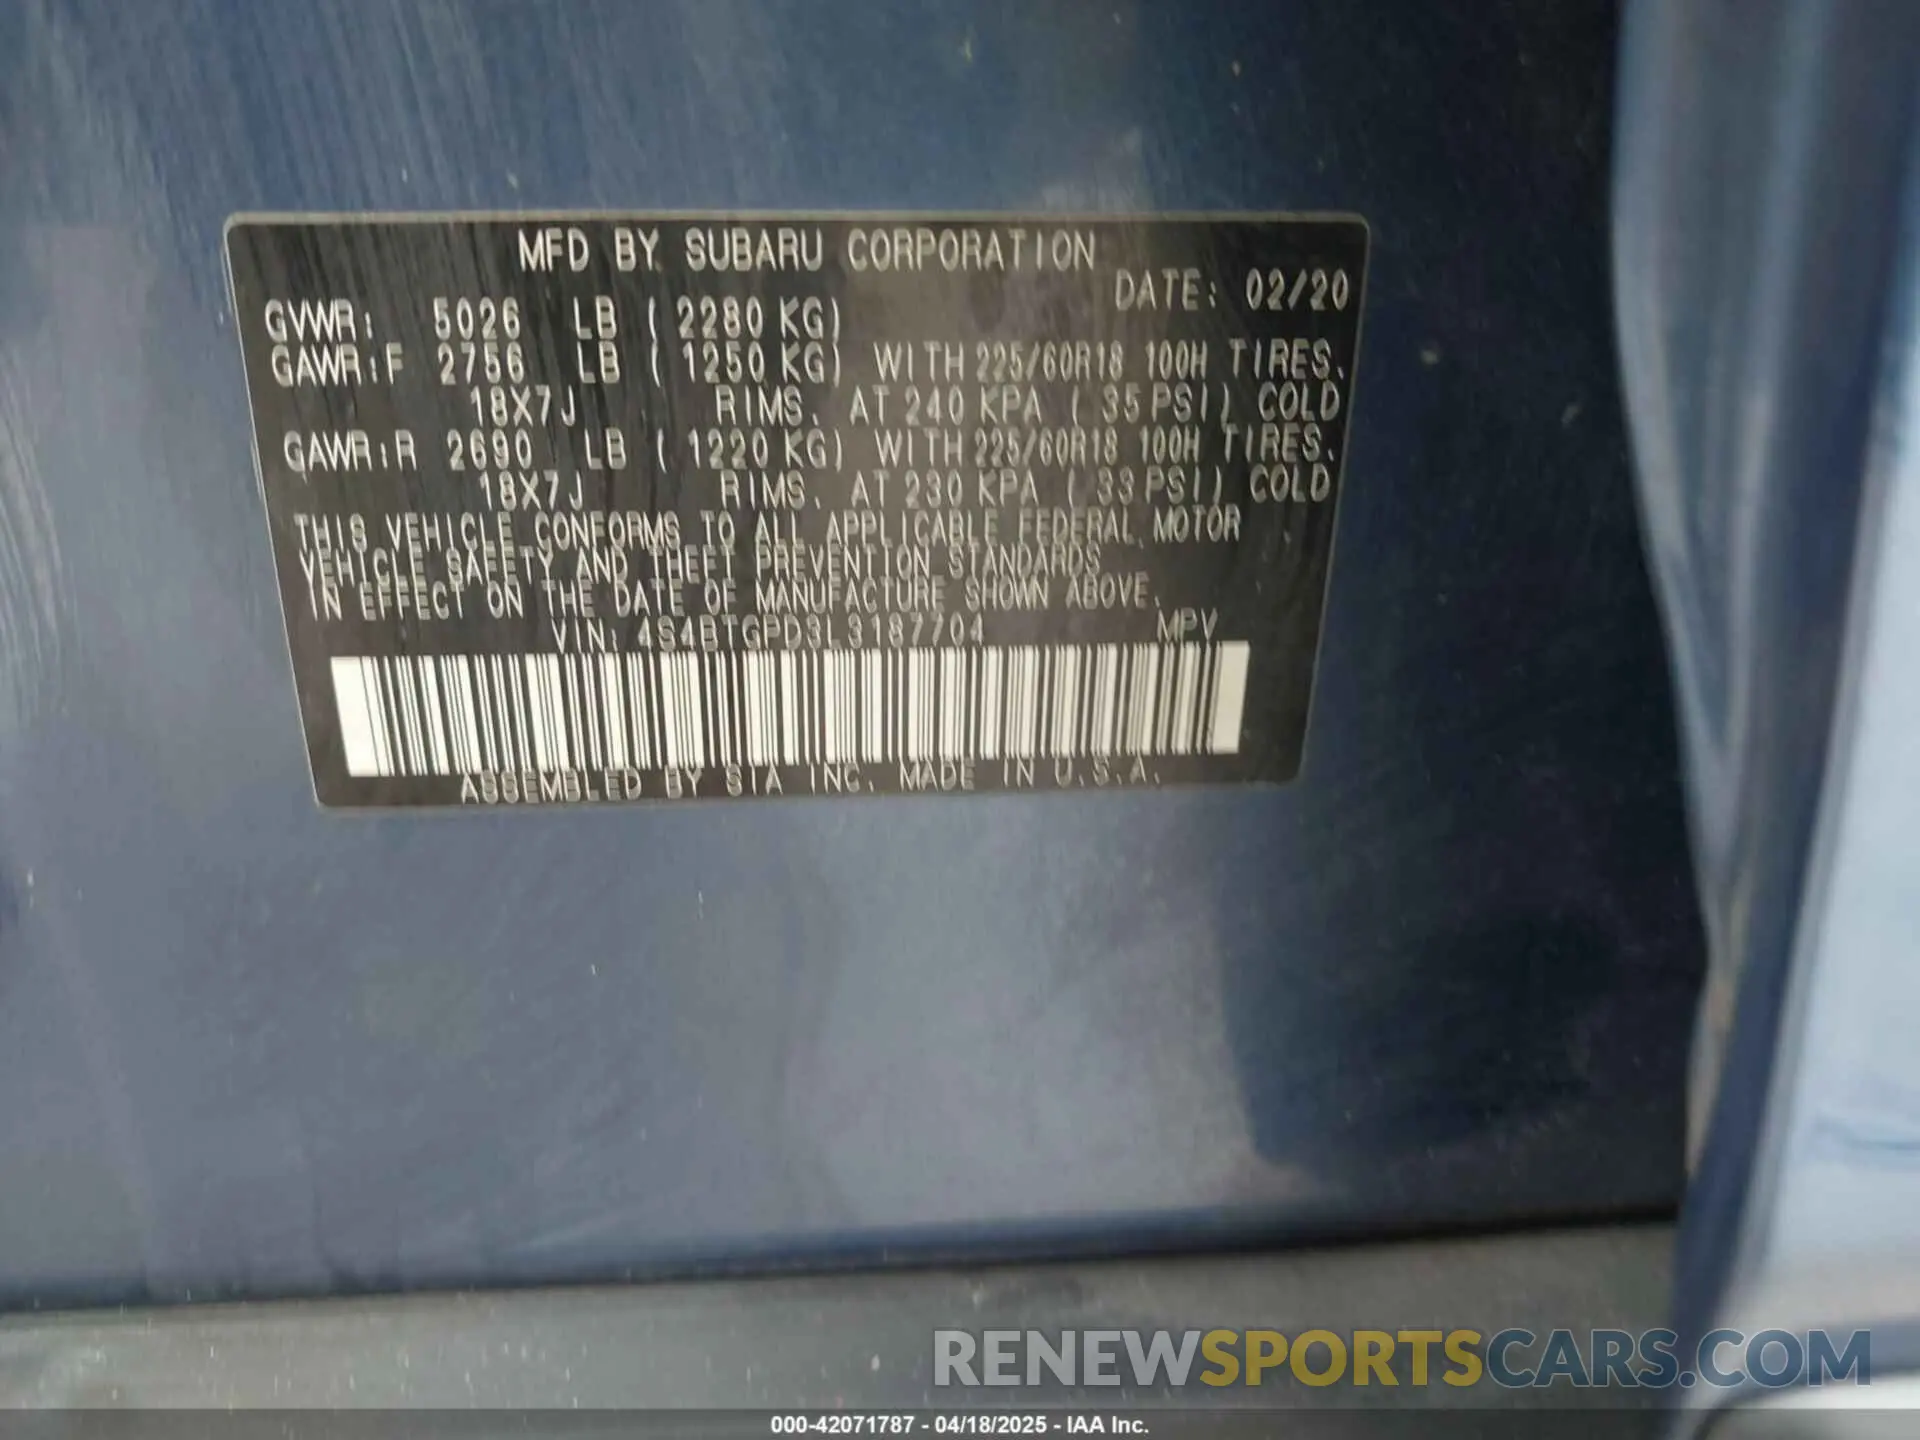 MFD BY SUBARU CORPORATION
DATE: 02/20
GVWR: 5026 LB ( 2280 KG)
GAWR:F 2756 LB ( 1250 KG) WITH 225/60R18 100H TIRES.
18X7J RIMS. AT 240 KPA ( 35 PSI) COLD
GAWR:R 2690 LB ( 1220 KG) WITH 225/60R18 100H TIRES.
18X7J RIMS. AT 230 KPA ( 33 PSI) COLD
THIS VEHICLE CONFORMS TO ALL APPLICABLE FEDERAL MOTOR
VEHICLE SAFETY AND THEFT PREVENTION STANDARDS
IN EFFECT ON THE DATE OF MANUFACTURE SHOWN ABOVE.
VIN: 4S4BTGPD3L3187704 MPV
ASSEMBLED BY SIA INC. MADE IN U.S.A.
RENEWSPORTSCARS.COM
000-42071787 - 04/18/2025 - IAA Inc.